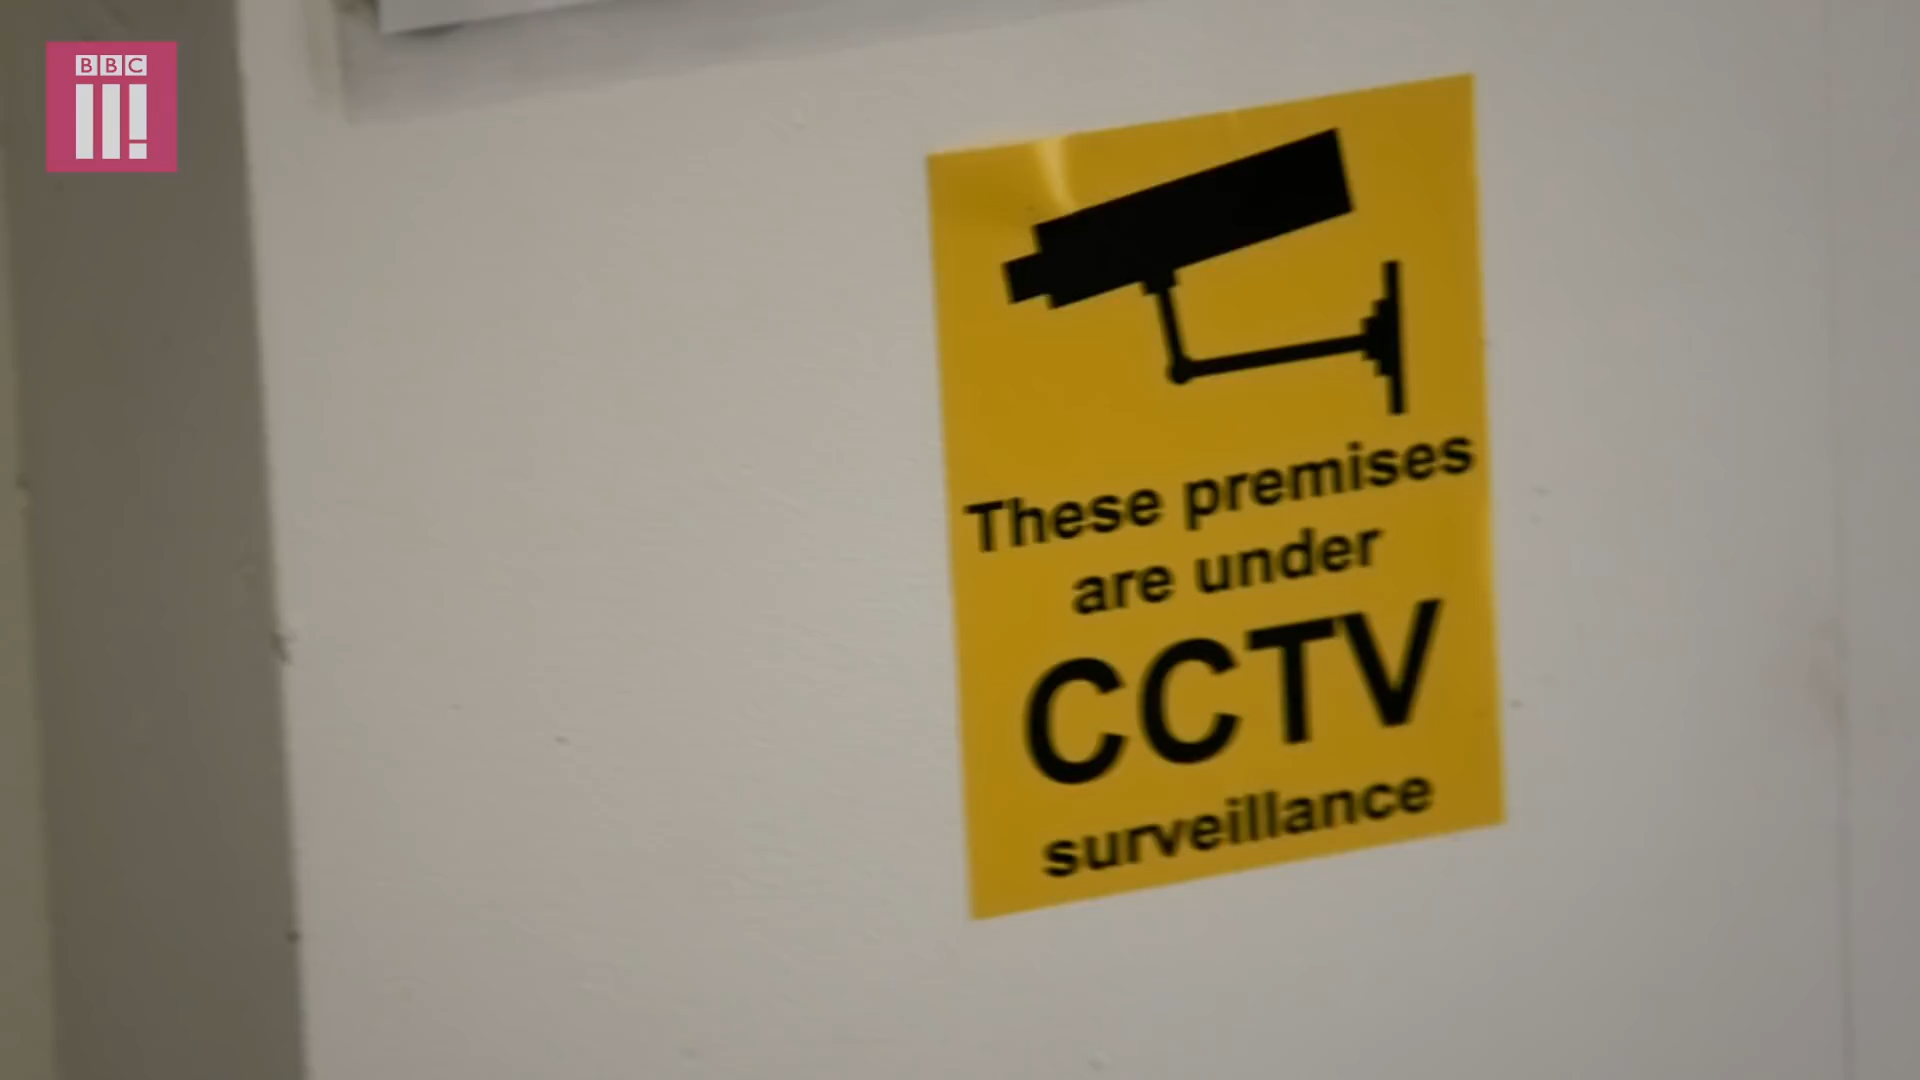 BBC
These premises
are under
CCTV
surveillance